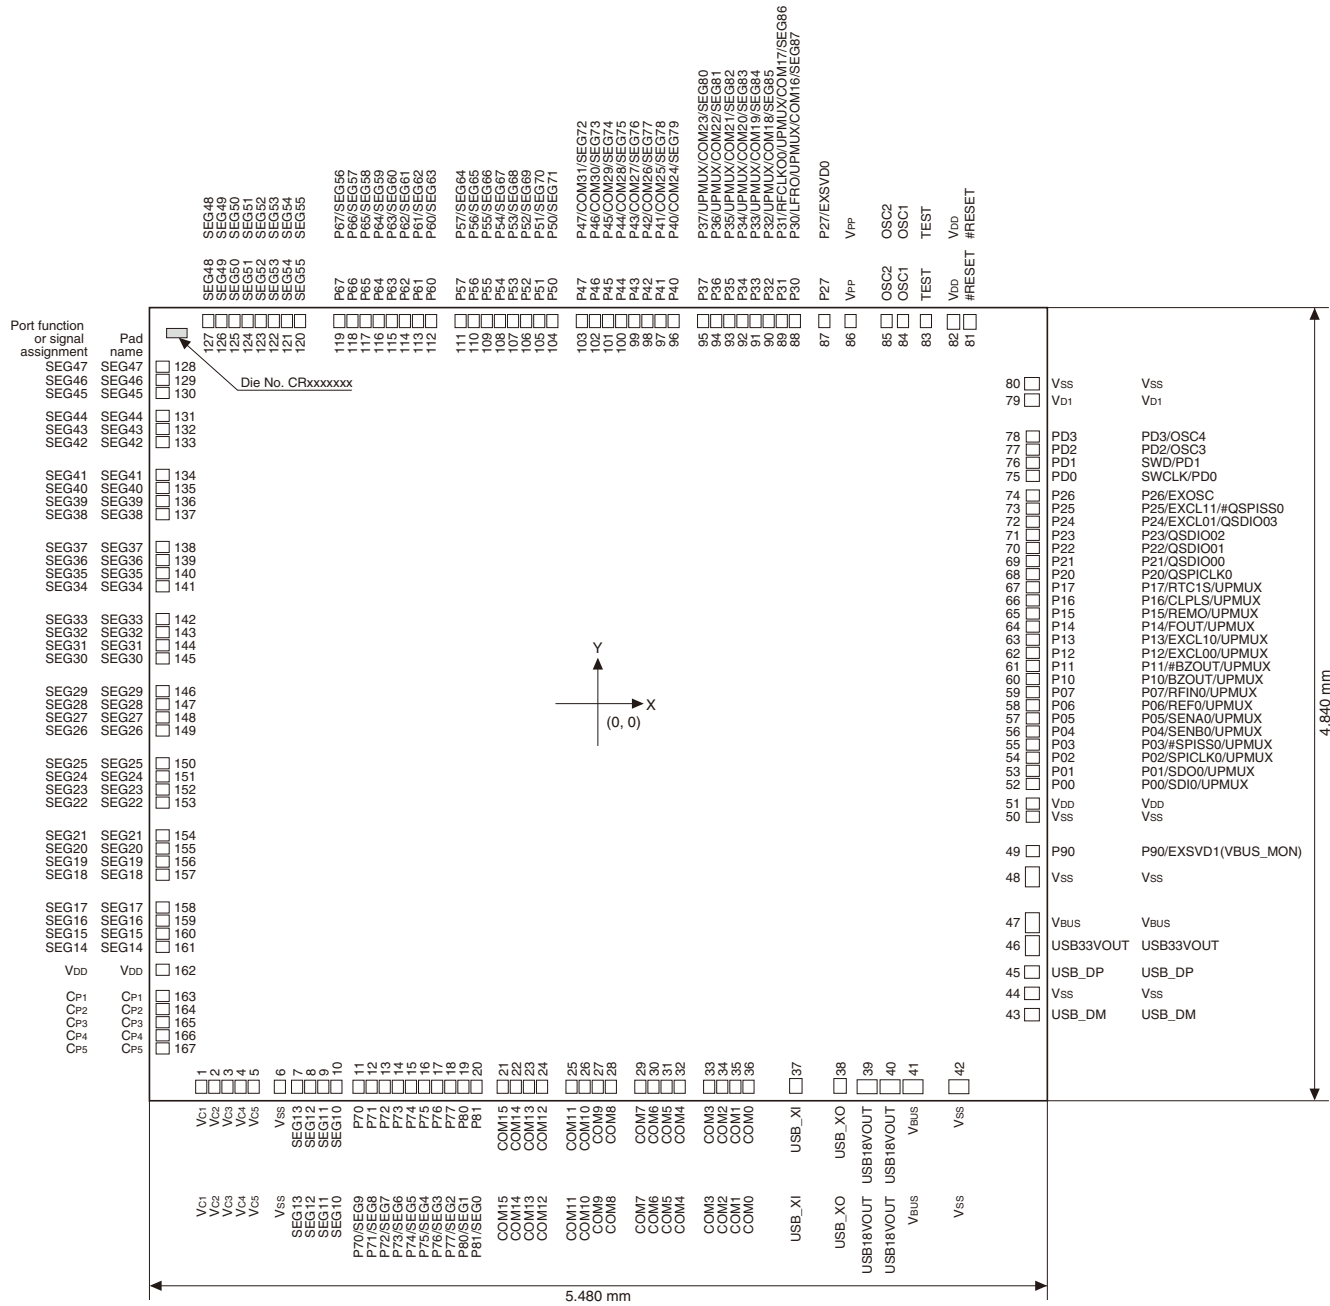 P67/SEG56
P66/SEG57
P65/SEG58
P64/SEG59
P63/SEG60
P62/SEG61
P61/SEG62
P60/SEG63
P57/SEG64
P56/SEG65
P55/SEG66
P54/SEG67
P53/SEG68
P52/SEG69
P51/SEG70
P50/SEG71
P47/COM31/SEG72
P46/COM30/SEG73
P45/COM29/SEG74
P44/COM28/SEG75
P43/COM27/SEG76
P42/COM26/SEG77
P41/COM25/SEG78
P40/COM24/SEG79
P37/UPMUX/COM23/SEG80
P36/UPMUX/COM22/SEG81
P35/UPMUX/COM21/SEG82
P34/UPMUX/COM20/SEG83
P33/UPMUX/COM19/SEG84
P32/UPMUX/COM18/SEG85
P31/RFCLKO0/UPMUX/COM17/SEG86
P30/LFRO/UPMUX/COM16/SEG87
P27/EXSVD0
VPP
OSC2
OSC1
TEST
VDD
#RESET
SEG48
SEG49
SEG50
SEG51
SEG52
SEG53
SEG54
SEG55
SEG48
SEG49
SEG50
SEG51
SEG52
SEG53
SEG54
SEG55
P67
P66
P65
P64
P63
P62
P61
P60
P57
P56
P55
P54
P53
P52
P51
P50
P47
P46
P45
P44
P43
P42
P41
P40
P37
P36
P35
P34
P33
P32
P31
P30
P27
VPP
OSC2
OSC1
TEST
VDD
#RESET
127
126
125
124
123
122
121
120
119
118
117
116
115
114
113
112
111
110
109
108
107
106
105
104
103
102
101
100
99
98
97
96
95
94
93
92
91
90
89
88
87
86
85
84
83
82
81
Port function
or signal
assignment
Pad
name
Die No. CRxxxxxxx
SEG47 SEG47 128
SEG46 SEG46 129
SEG45 SEG45 130
SEG44 SEG44 131
SEG43 SEG43 132
SEG42 SEG42 133
SEG41 SEG41 134
SEG40 SEG40 135
SEG39 SEG39 136
SEG38 SEG38 137
SEG37 SEG37 138
SEG36 SEG36 139
SEG35 SEG35 140
SEG34 SEG34 141
SEG33 SEG33 142
SEG32 SEG32 143
SEG31 SEG31 144
SEG30 SEG30 145
SEG29 SEG29 146
SEG28 SEG28 147
SEG27 SEG27 148
SEG26 SEG26 149
SEG25 SEG25 150
SEG24 SEG24 151
SEG23 SEG23 152
SEG22 SEG22 153
SEG21 SEG21 154
SEG20 SEG20 155
SEG19 SEG19 156
SEG18 SEG18 157
SEG17 SEG17 158
SEG16 SEG16 159
SEG15 SEG15 160
SEG14 SEG14 161
VDD VDD 162
CP1 CP1 163
CP2 CP2 164
CP3 CP3 165
CP4 CP4 166
CP5 CP5 167
Y
X
(0, 0)
80 VSS VSS
79 VD1 VD1
78 PD3 PD3/OSC4
77 PD2 PD2/OSC3
76 PD1 SWD/PD1
75 PD0 SWCLK/PD0
74 P26 P26/EXOSC
73 P25 P25/EXCL11/#QSPISS0
72 P24 P24/EXCL01/QSDIO03
71 P23 P23/QSDIO02
70 P22 P22/QSDIO01
69 P21 P21/QSDIO00
68 P20 P20/QSPICLK0
67 P17 P17/RTC1S/UPMUX
66 P16 P16/CLPLS/UPMUX
65 P15 P15/REMO/UPMUX
64 P14 P14/FOUT/UPMUX
63 P13 P13/EXCL10/UPMUX
62 P12 P12/EXCL00/UPMUX
61 P11 P11/#BZOUT/UPMUX
60 P10 P10/BZOUT/UPMUX
59 P07 P07/RFIN0/UPMUX
58 P06 P06/REF0/UPMUX
57 P05 P05/SENA0/UPMUX
56 P04 P04/SENB0/UPMUX
55 P03 P03/#SPISS0/UPMUX
54 P02 P02/SPICLK0/UPMUX
53 P01 P01/SDO0/UPMUX
52 P00 P00/SDI0/UPMUX
51 VDD VDD
50 VSS VSS
49 P90 P90/EXSVD1(VBUS_MON)
48 VSS VSS
47 VBUS VBUS
46 USB33VOUT USB33VOUT
45 USB_DP USB_DP
44 VSS VSS
43 USB_DM USB_DM
4.840 mm
1
2
3
4
5
6
7
8
9
10
11
12
13
14
15
16
17
18
19
20
21
22
23
24
25
26
27
28
29
30
31
32
33
34
35
36
37
38
39
40
41
42
VC1
VC2
VC3
VC4
VC5
VSS
SEG13
SEG12
SEG11
SEG10
P70
P71
P72
P73
P74
P75
P76
P77
P80
P81
COM15
COM14
COM13
COM12
COM11
COM10
COM9
COM8
COM7
COM6
COM5
COM4
COM3
COM2
COM1
COM0
USB_XI
USB_XO
USB18VOUT
USB18VOUT
VBUS
VSS
VC1
VC2
VC3
VC4
VC5
VSS
SEG13
SEG12
SEG11
SEG10
P70/SEG9
P71/SEG8
P72/SEG7
P73/SEG6
P74/SEG5
P75/SEG4
P76/SEG3
P77/SEG2
P80/SEG1
P81/SEG0
COM15
COM14
COM13
COM12
COM11
COM10
COM9
COM8
COM7
COM6
COM5
COM4
COM3
COM2
COM1
COM0
USB_XI
USB_XO
USB18VOUT
USB18VOUT
VBUS
VSS
5.480 mm